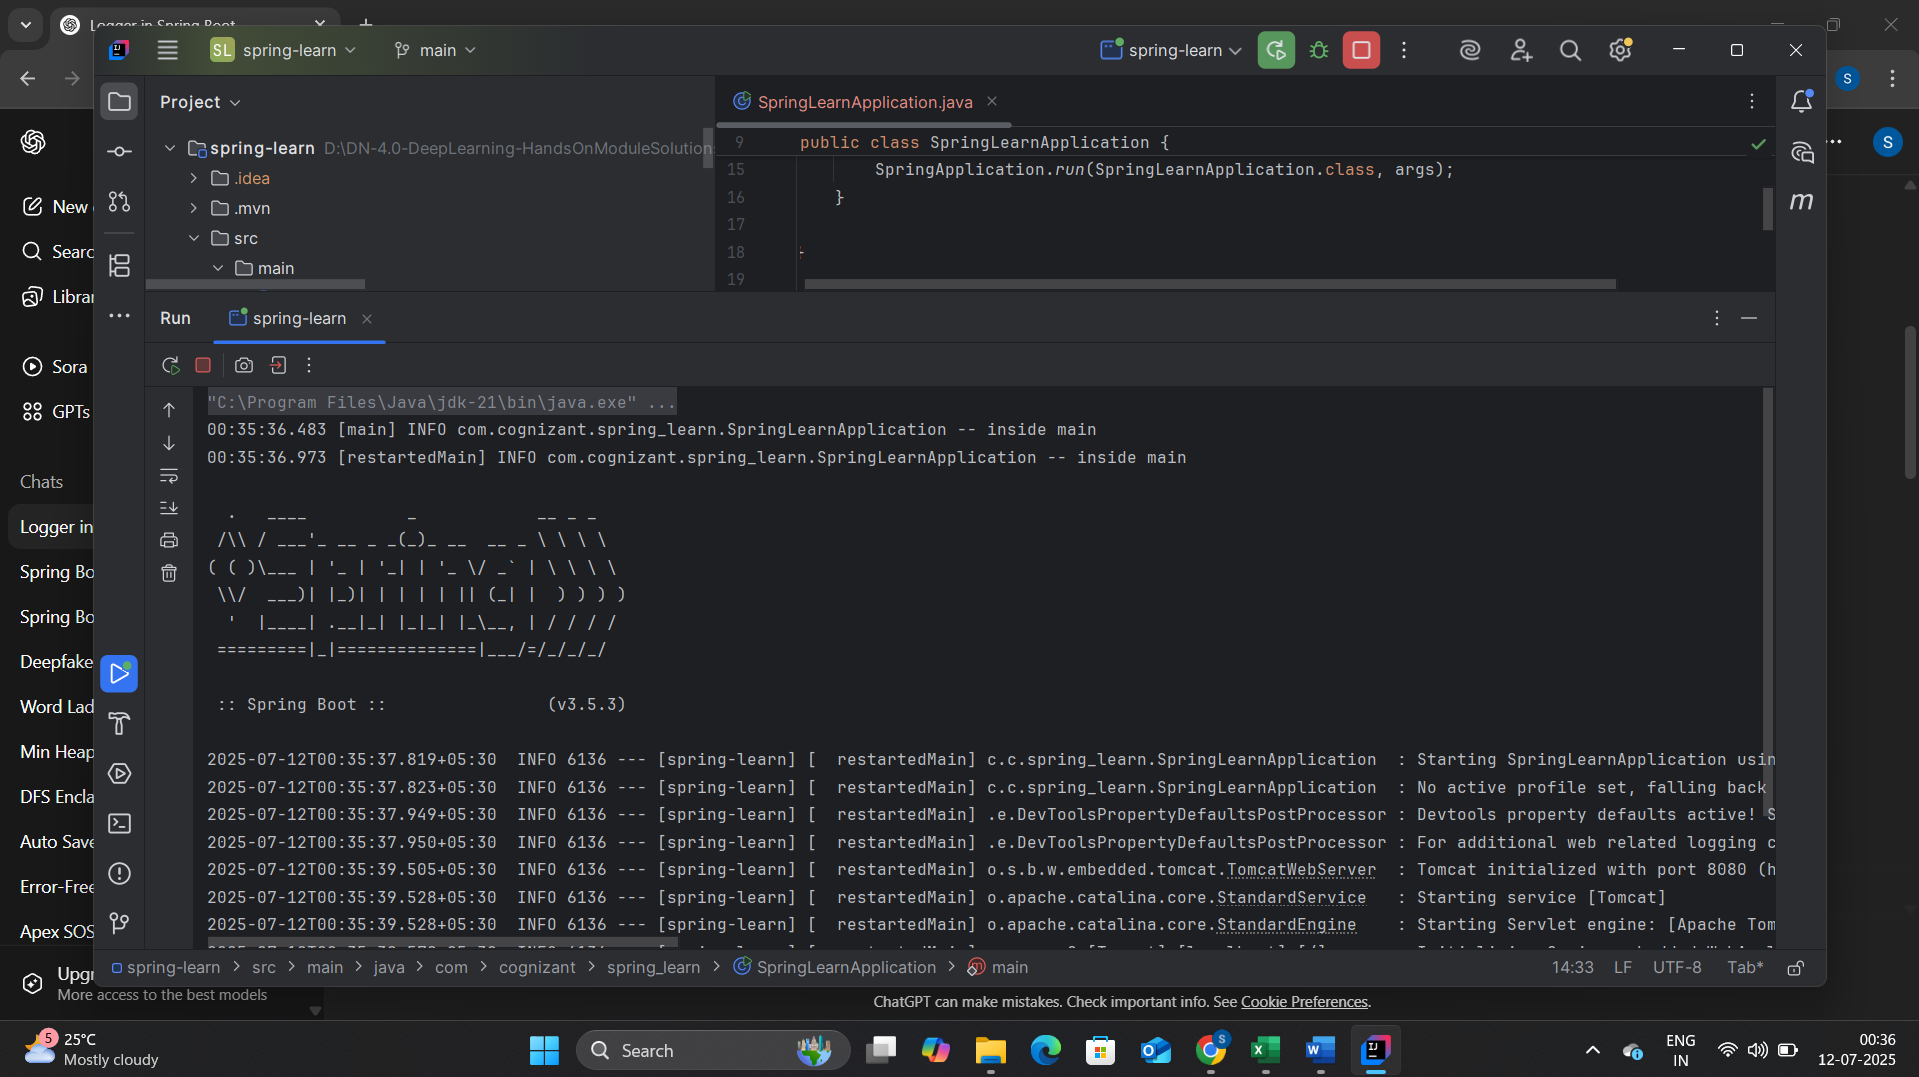 Logger in Spring Boot
SL spring-learn
main
spring-learn
S
Project
SpringLearnApplication.java
spring-learn D:\DN-4.0-DeepLearning-HandsOnModuleSolution
.idea
.mvn
src
main
9 public class SpringLearnApplication {
15 SpringApplication.run(SpringLearnApplication.class, args);
16 }
17
18 }
19
m
S
New
Searc
Librar
Sora
GPTs
Chats
Logger in
Spring Bo
Spring Bo
Deepfake
Word Lad
Min Heap
DFS Encla
Auto Save
Error-Free
Apex SOS
Upgr
More access to the best models
Run
spring-learn
"C:\Program Files\Java\jdk-21\bin\java.exe" ...
00:35:36.483 [main] INFO com.cognizant.spring_learn.SpringLearnApplication -- inside main
00:35:36.973 [restartedMain] INFO com.cognizant.spring_learn.SpringLearnApplication -- inside main
  .   ____          _            __ _ _
 /\\ / ___'_ __ _ _(_)_ __  __ _ \ \ \ \
( ( )\___ | '_ | '_| | '_ \/ _` | \ \ \ \
 \\/  ___)| |_)| | | | | || (_| |  ) ) ) )
  '  |____| .__|_| |_|_| |_\__, | / / / /
 =========|_|==============|___/=/_/_/_/
 :: Spring Boot ::                (v3.5.3)
2025-07-12T00:35:37.819+05:30  INFO 6136 --- [spring-learn] [  restartedMain] c.c.spring_learn.SpringLearnApplication  : Starting SpringLearnApplication usin
2025-07-12T00:35:37.823+05:30  INFO 6136 --- [spring-learn] [  restartedMain] c.c.spring_learn.SpringLearnApplication  : No active profile set, falling back
2025-07-12T00:35:37.949+05:30  INFO 6136 --- [spring-learn] [  restartedMain] .e.DevToolsPropertyDefaultsPostProcessor : Devtools property defaults active! S
2025-07-12T00:35:37.950+05:30  INFO 6136 --- [spring-learn] [  restartedMain] .e.DevToolsPropertyDefaultsPostProcessor : For additional web related logging c
2025-07-12T00:35:39.505+05:30  INFO 6136 --- [spring-learn] [  restartedMain] o.s.b.w.embedded.tomcat.TomcatWebServer  : Tomcat initialized with port 8080 (h
2025-07-12T00:35:39.528+05:30  INFO 6136 --- [spring-learn] [  restartedMain] o.apache.catalina.core.StandardService   : Starting service [Tomcat]
2025-07-12T00:35:39.528+05:30  INFO 6136 --- [spring-learn] [  restartedMain] o.apache.catalina.core.StandardEngine    : Starting Servlet engine: [Apache Tom
spring-learn > src > main > java > com > cognizant > spring_learn > SpringLearnApplication > main
14:33 LF UTF-8 Tab*
ChatGPT can make mistakes. Check important info. See Cookie Preferences.
5
25°C
Mostly cloudy
Search
S
ENG
IN
00:36
12-07-2025